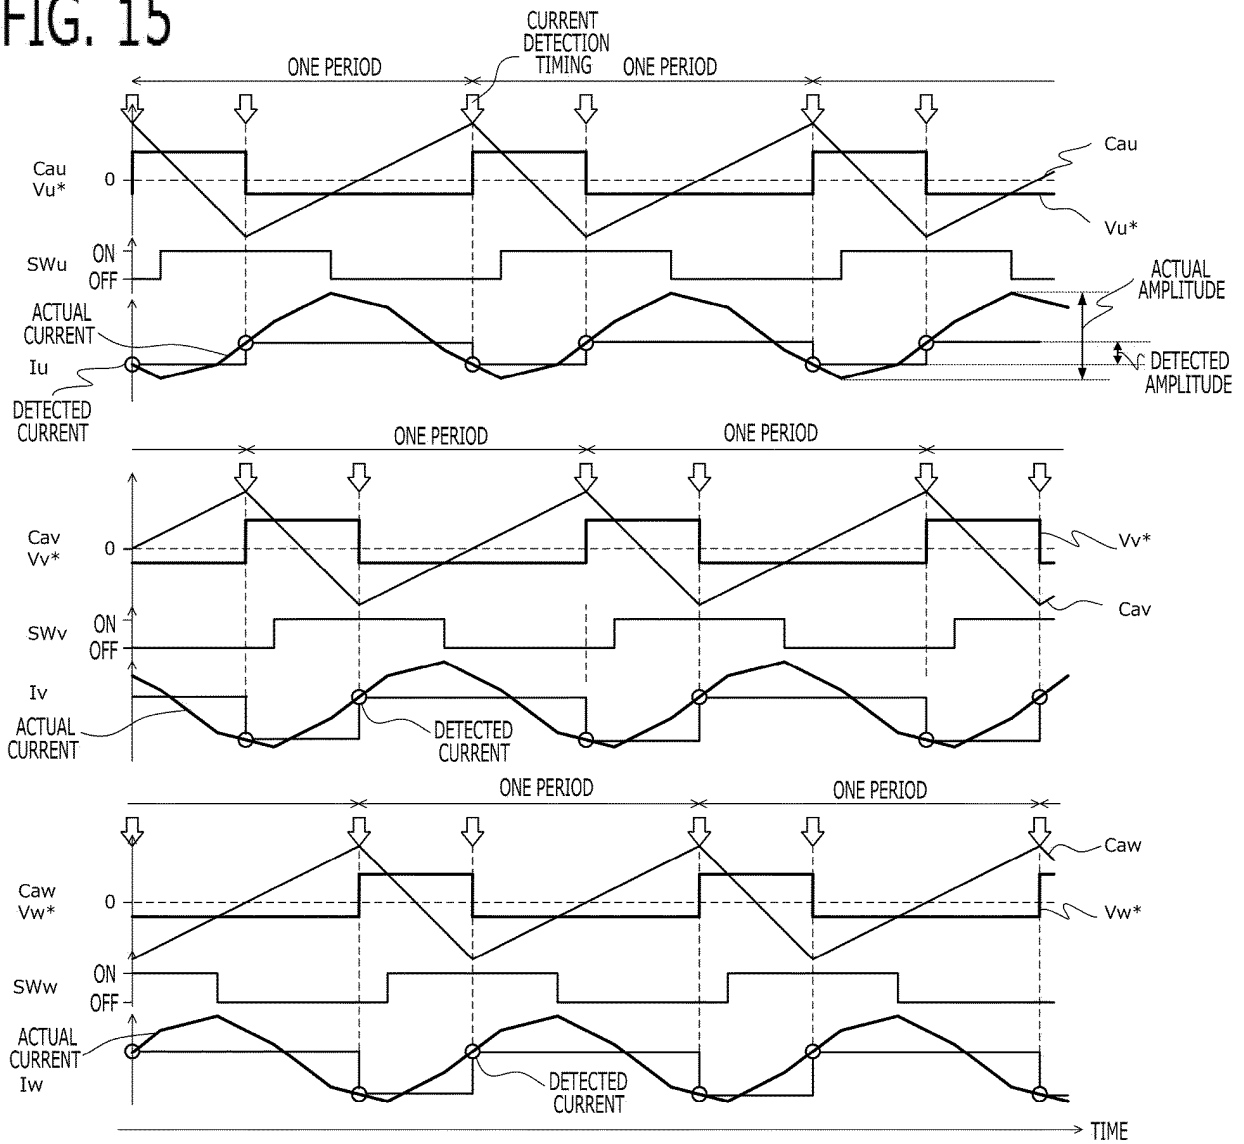 FIG. 15
CURRENT
DETECTION
TIMING
ONE PERIOD
ONE PERIOD
Cau
Vu*
0
Cau
Vu*
SWu
ON
OFF
ACTUAL
CURRENT
Iu
DETECTED
CURRENT
ACTUAL
AMPLITUDE
DETECTED
AMPLITUDE
ONE PERIOD
ONE PERIOD
Cav
Vv*
0
Vv*
Cav
SWv
ON
OFF
Iv
ACTUAL
CURRENT
DETECTED
CURRENT
ONE PERIOD
ONE PERIOD
Caw
Vw*
0
Caw
Vw*
SWw
ON
OFF
ACTUAL
CURRENT
Iw
DETECTED
CURRENT
TIME